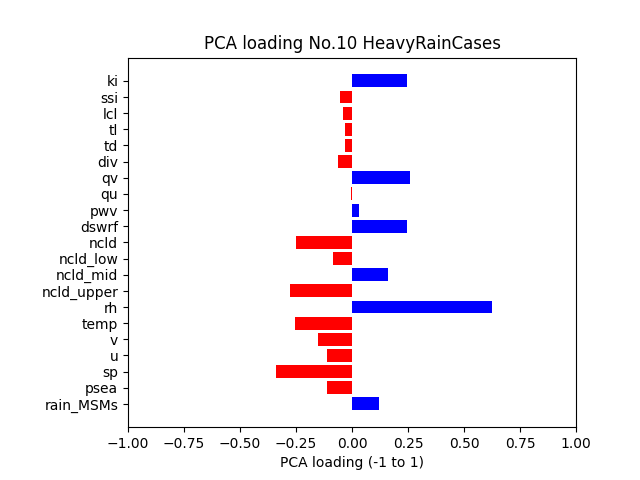 PCA loading No.10 HeavyRainCases
ki
ssi
lcl
tl
td
div
qv
qu
pwv
dswrf
ncld
ncld_low
ncld_mid
ncld_upper
rh
temp
v
u
sp
psea
rain_MSMs
−1.00 −0.75 −0.50 −0.25 0.00 0.25 0.50 0.75 1.00
PCA loading (-1 to 1)